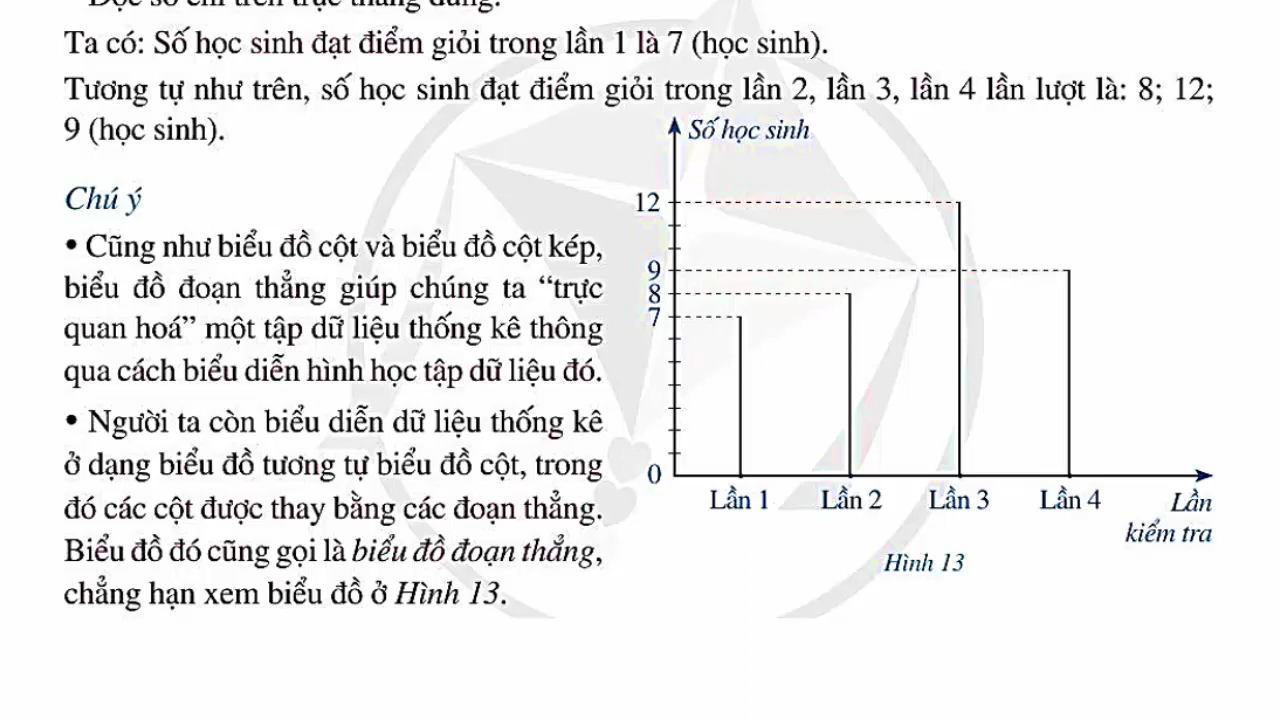 Đọc số chỉ trên trục thẳng đứng.
Ta có: Số học sinh đạt điểm giỏi trong lần 1 là 7 (học sinh).
Tương tự như trên, số học sinh đạt điểm giỏi trong lần 2, lần 3, lần 4 lần lượt là: 8; 12;
9 (học sinh).
Chú ý
• Cũng như biểu đồ cột và biểu đồ cột kép,
biểu đồ đoạn thẳng giúp chúng ta “trực
quan hoá” một tập dữ liệu thống kê thông
qua cách biểu diễn hình học tập dữ liệu đó.
• Người ta còn biểu diễn dữ liệu thống kê
ở dạng biểu đồ tương tự biểu đồ cột, trong
đó các cột được thay bằng các đoạn thẳng.
Biểu đồ đó cũng gọi là biểu đồ đoạn thẳng,
chẳng hạn xem biểu đồ ở Hình 13.
Số học sinh
12
9
8
7
0
Lần 1 Lần 2 Lần 3 Lần 4 Lần
kiểm tra
Hình 13